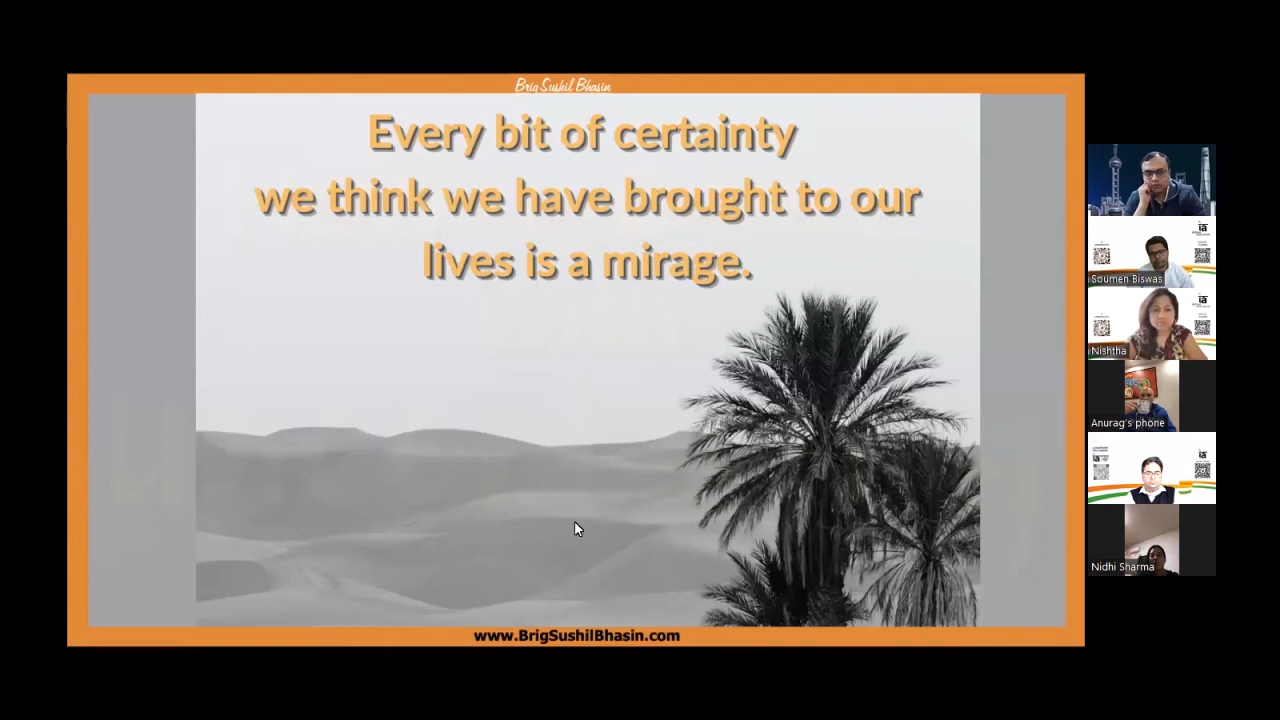 Brig Sushil Bhasin
Every bit of certainty
we think we have brought to our
lives is a mirage.
www.BrigSushilBhasin.com
Soumen Biswas
Nishtha
Anurag's phone
Nidhi Sharma